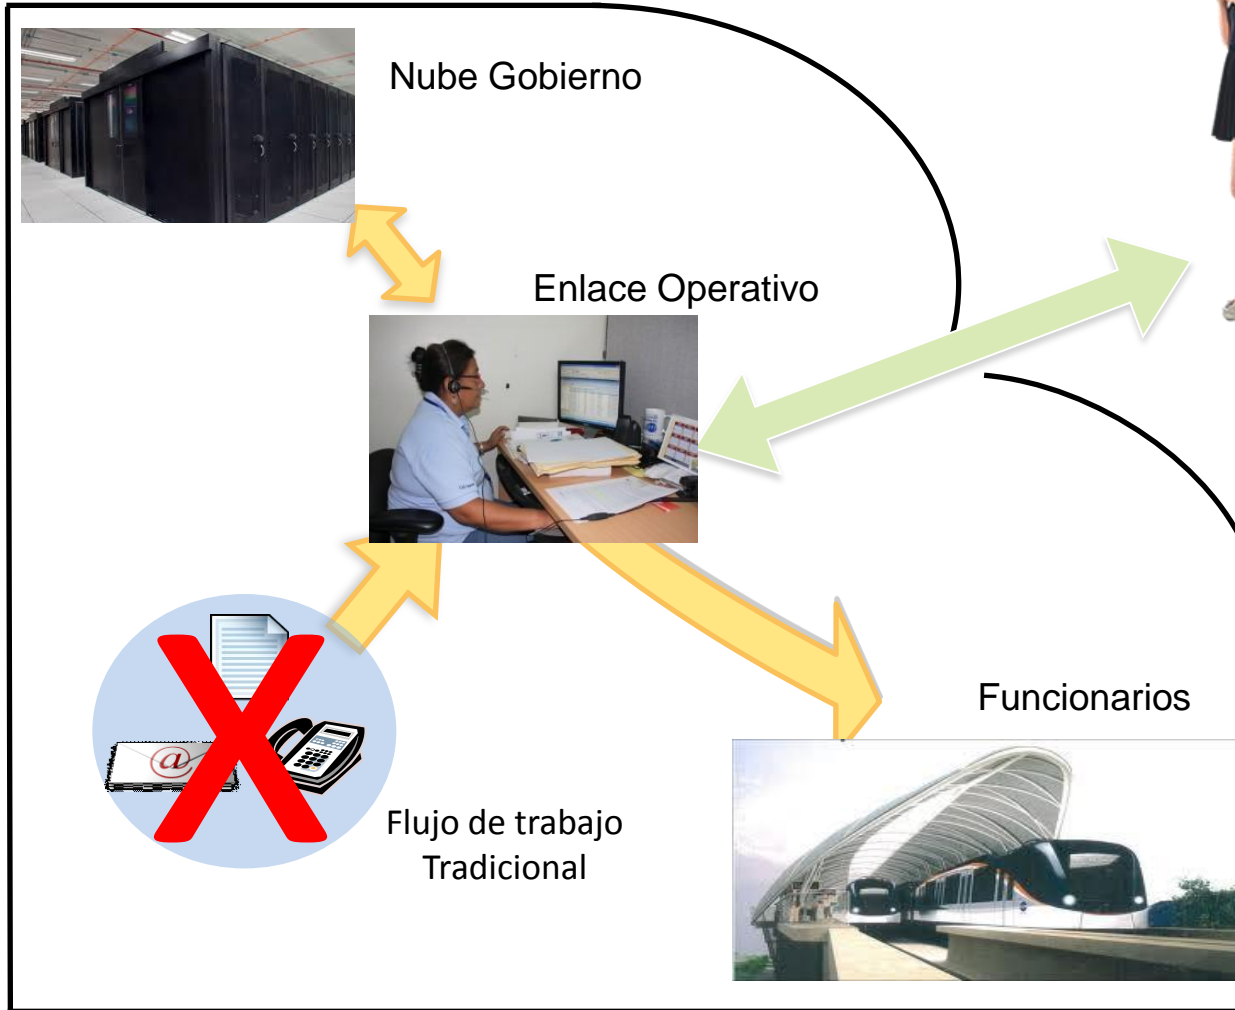 Nube Gobierno
Enlace Operativo
Funcionarios
Flujo de trabajo
Tradicional